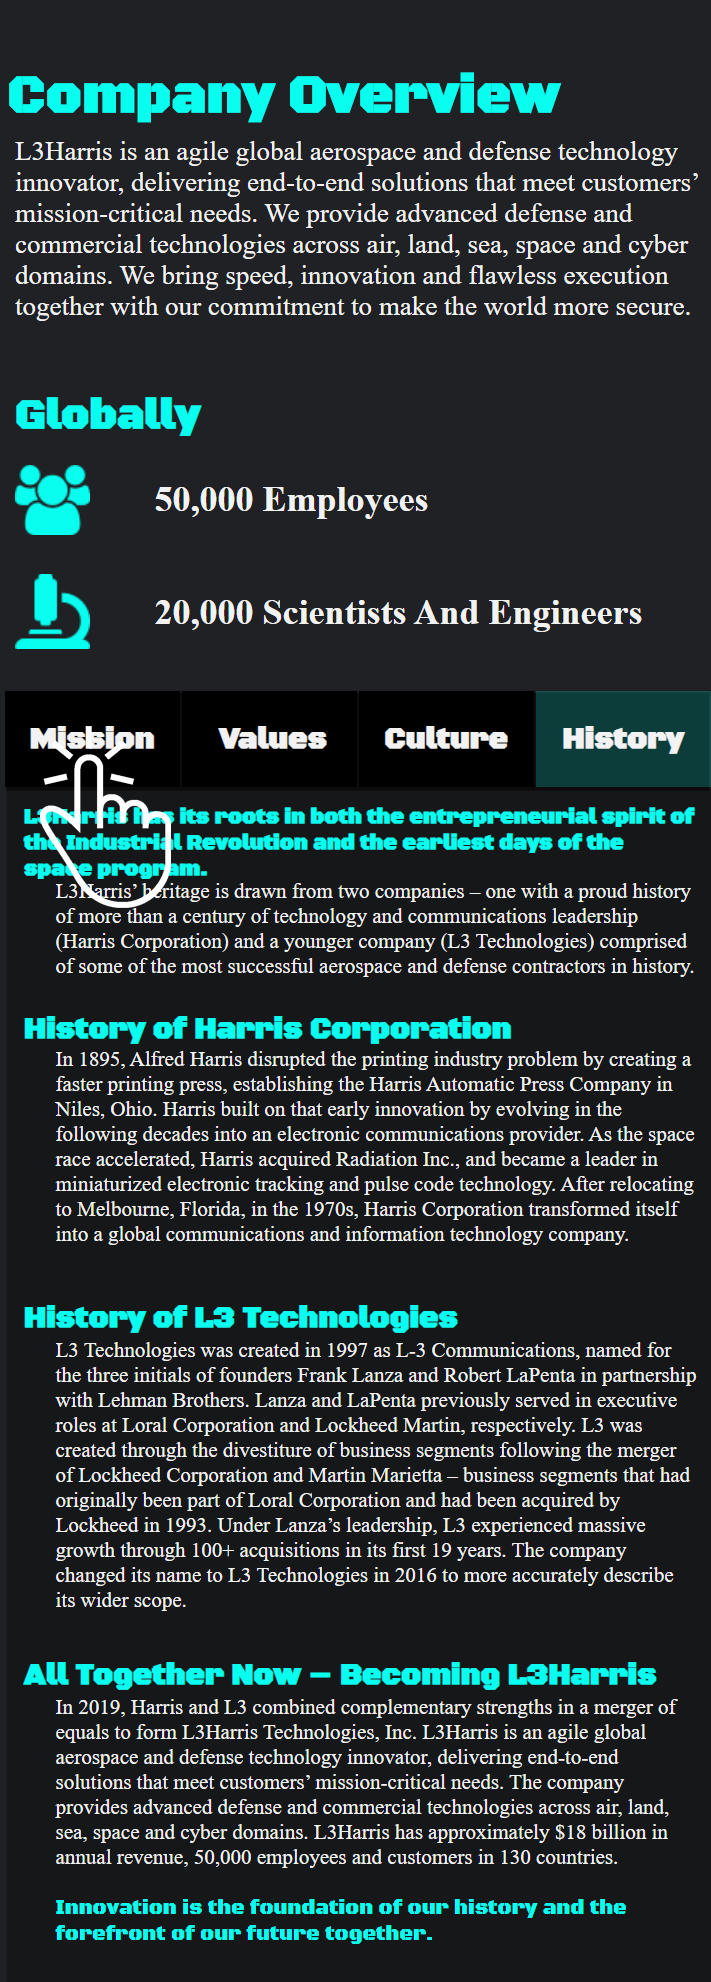 Company Overview
L3Harris is an agile global aerospace and defense technology
innovator, delivering end-to-end solutions that meet customers’
mission-critical needs. We provide advanced defense and
commercial technologies across air, land, sea, space and cyber
domains. We bring speed, innovation and flawless execution
together with our commitment to make the world more secure.
Globally
50,000 Employees
20,000 Scientists And Engineers
Mission Values Culture History
L3Harris has its roots in both the entrepreneurial spirit of
the Industrial Revolution and the earliest days of the
space program.
L3Harris’ heritage is drawn from two companies – one with a proud history
of more than a century of technology and communications leadership
(Harris Corporation) and a younger company (L3 Technologies) comprised
of some of the most successful aerospace and defense contractors in history.
History of Harris Corporation
In 1895, Alfred Harris disrupted the printing industry problem by creating a
faster printing press, establishing the Harris Automatic Press Company in
Niles, Ohio. Harris built on that early innovation by evolving in the
following decades into an electronic communications provider. As the space
race accelerated, Harris acquired Radiation Inc., and became a leader in
miniaturized electronic tracking and pulse code technology. After relocating
to Melbourne, Florida, in the 1970s, Harris Corporation transformed itself
into a global communications and information technology company.
History of L3 Technologies
L3 Technologies was created in 1997 as L-3 Communications, named for
the three initials of founders Frank Lanza and Robert LaPenta in partnership
with Lehman Brothers. Lanza and LaPenta previously served in executive
roles at Loral Corporation and Lockheed Martin, respectively. L3 was
created through the divestiture of business segments following the merger
of Lockheed Corporation and Martin Marietta – business segments that had
originally been part of Loral Corporation and had been acquired by
Lockheed in 1993. Under Lanza’s leadership, L3 experienced massive
growth through 100+ acquisitions in its first 19 years. The company
changed its name to L3 Technologies in 2016 to more accurately describe
its wider scope.
All Together Now – Becoming L3Harris
In 2019, Harris and L3 combined complementary strengths in a merger of
equals to form L3Harris Technologies, Inc. L3Harris is an agile global
aerospace and defense technology innovator, delivering end-to-end
solutions that meet customers’ mission-critical needs. The company
provides advanced defense and commercial technologies across air, land,
sea, space and cyber domains. L3Harris has approximately $18 billion in
annual revenue, 50,000 employees and customers in 130 countries.
Innovation is the foundation of our history and the
forefront of our future together.